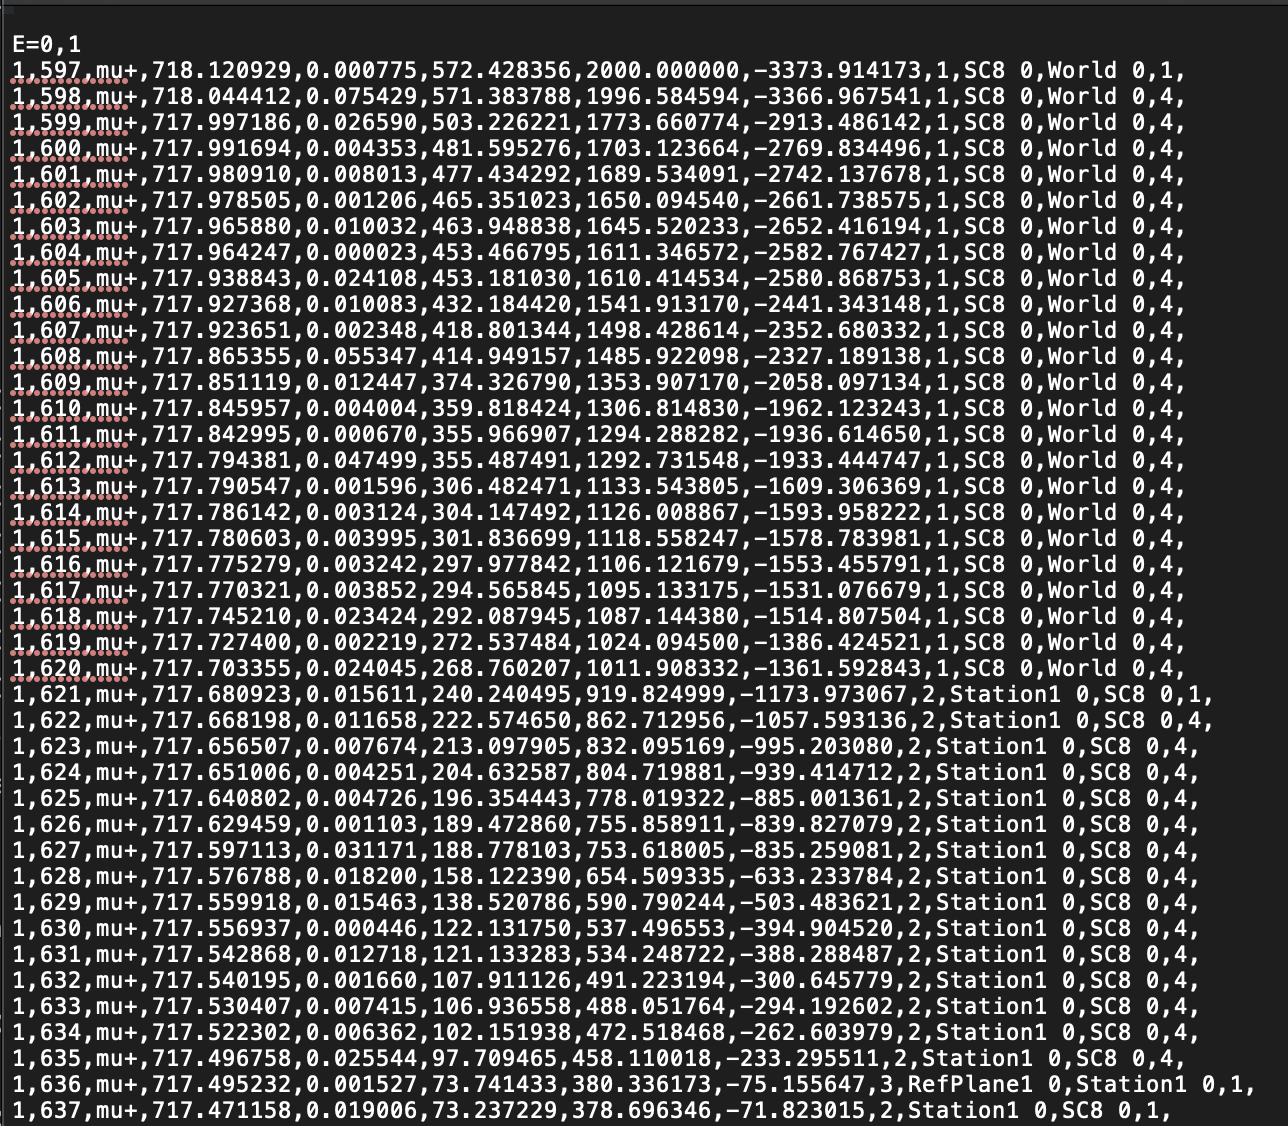 E=0,1
1,597,mu+,718.120929,0.000775,572.428356,2000.000000,-3373.914173,1,SC8 0,World 0,1,
1,598,mu+,718.044412,0.075429,571.383788,1996.584594,-3366.967541,1,SC8 0,World 0,4,
1,599,mu+,717.997186,0.026590,503.226221,1773.660774,-2913.486142,1,SC8 0,World 0,4,
1,600,mu+,717.991694,0.004353,481.595276,1703.123664,-2769.834496,1,SC8 0,World 0,4,
1,601,mu+,717.980910,0.008013,477.434292,1689.534091,-2742.137678,1,SC8 0,World 0,4,
1,602,mu+,717.978505,0.001206,465.351023,1650.094540,-2661.738575,1,SC8 0,World 0,4,
1,603,mu+,717.965880,0.010032,463.948838,1645.520233,-2652.416194,1,SC8 0,World 0,4,
1,604,mu+,717.964247,0.000023,453.466795,1611.346572,-2582.767427,1,SC8 0,World 0,4,
1,605,mu+,717.938843,0.024108,453.181030,1610.414534,-2580.868753,1,SC8 0,World 0,4,
1,606,mu+,717.927368,0.010083,432.184420,1541.913170,-2441.343148,1,SC8 0,World 0,4,
1,607,mu+,717.923651,0.002348,418.801344,1498.428614,-2352.680332,1,SC8 0,World 0,4,
1,608,mu+,717.865355,0.055347,414.949157,1485.922098,-2327.189138,1,SC8 0,World 0,4,
1,609,mu+,717.851119,0.012447,374.326790,1353.907170,-2058.097134,1,SC8 0,World 0,4,
1,610,mu+,717.845957,0.004004,359.818424,1306.814830,-1962.123243,1,SC8 0,World 0,4,
1,611,mu+,717.842995,0.000670,355.966907,1294.288282,-1936.614650,1,SC8 0,World 0,4,
1,612,mu+,717.794381,0.047499,355.487491,1292.731548,-1933.444747,1,SC8 0,World 0,4,
1,613,mu+,717.790547,0.001596,306.482471,1133.543805,-1609.306369,1,SC8 0,World 0,4,
1,614,mu+,717.786142,0.003124,304.147492,1126.008867,-1593.958222,1,SC8 0,World 0,4,
1,615,mu+,717.780603,0.003995,301.836699,1118.558247,-1578.783981,1,SC8 0,World 0,4,
1,616,mu+,717.775279,0.003242,297.977842,1106.121679,-1553.455791,1,SC8 0,World 0,4,
1,617,mu+,717.770321,0.003852,294.565845,1095.133175,-1531.076679,1,SC8 0,World 0,4,
1,618,mu+,717.745210,0.023424,292.087945,1087.144380,-1514.807504,1,SC8 0,World 0,4,
1,619,mu+,717.727400,0.002219,272.537484,1024.094500,-1386.424521,1,SC8 0,World 0,4,
1,620,mu+,717.703355,0.024045,268.760207,1011.908332,-1361.592843,1,SC8 0,World 0,4,
1,621,mu+,717.680923,0.015611,240.240495,919.824999,-1173.973067,2,Station1 0,SC8 0,1,
1,622,mu+,717.668198,0.011658,222.574650,862.712956,-1057.593136,2,Station1 0,SC8 0,4,
1,623,mu+,717.656507,0.007674,213.097905,832.095169,-995.203080,2,Station1 0,SC8 0,4,
1,624,mu+,717.651006,0.004251,204.632587,804.719881,-939.414712,2,Station1 0,SC8 0,4,
1,625,mu+,717.640802,0.004726,196.354443,778.019322,-885.001361,2,Station1 0,SC8 0,4,
1,626,mu+,717.629459,0.001103,189.472860,755.858911,-839.827079,2,Station1 0,SC8 0,4,
1,627,mu+,717.597113,0.031171,188.778103,753.618005,-835.259081,2,Station1 0,SC8 0,4,
1,628,mu+,717.576788,0.018200,158.122390,654.509335,-633.233784,2,Station1 0,SC8 0,4,
1,629,mu+,717.559918,0.015463,138.520786,590.790244,-503.483621,2,Station1 0,SC8 0,4,
1,630,mu+,717.556937,0.000446,122.131750,537.496553,-394.904520,2,Station1 0,SC8 0,4,
1,631,mu+,717.542868,0.012718,121.133283,534.248722,-388.288487,2,Station1 0,SC8 0,4,
1,632,mu+,717.540195,0.001660,107.911126,491.223194,-300.645779,2,Station1 0,SC8 0,4,
1,633,mu+,717.530407,0.007415,106.936558,488.051764,-294.192602,2,Station1 0,SC8 0,4,
1,634,mu+,717.522302,0.006362,102.151938,472.518468,-262.603979,2,Station1 0,SC8 0,4,
1,635,mu+,717.496758,0.025544,97.709465,458.110018,-233.295511,2,Station1 0,SC8 0,4,
1,636,mu+,717.495232,0.001527,73.741433,380.336173,-75.155647,3,RefPlane1 0,Station1 0,1,
1,637,mu+,717.471158,0.019006,73.237229,378.696346,-71.823015,2,Station1 0,SC8 0,1,